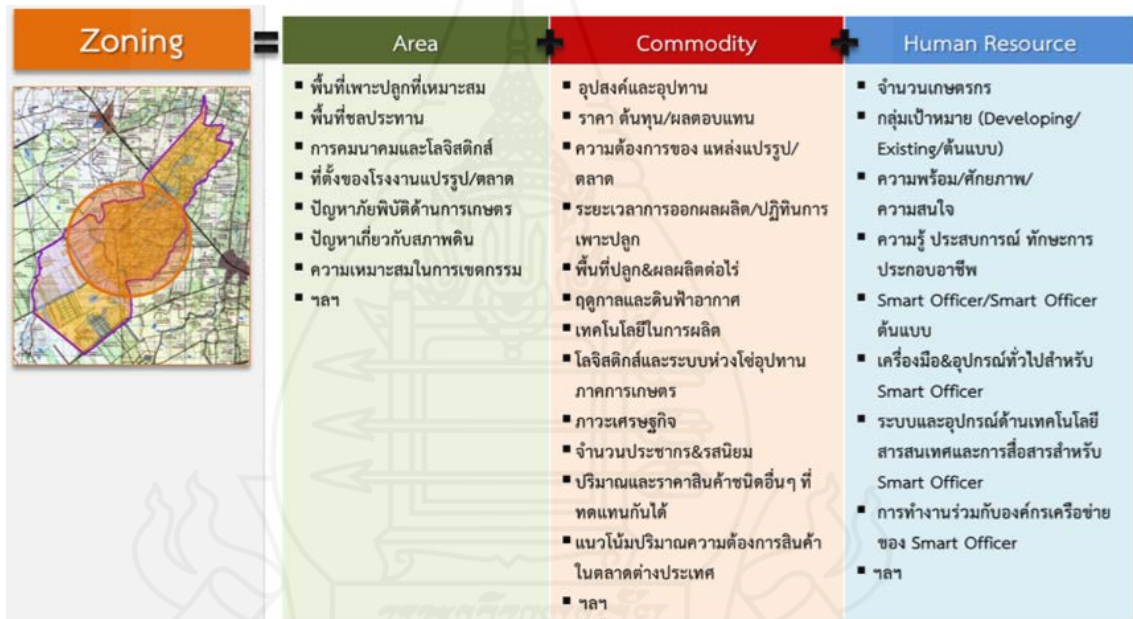 Zoning = Area + Commodity + Human Resource
▪ พื้นที่เพาะปลูกที่เหมาะสม
▪ พื้นที่ชลประทาน
▪ การคมนาคมและโลจิสติกส์
▪ ที่ตั้งของโรงงานแปรรูป/ตลาด
▪ ปัญหาภัยพิบัติด้านการเกษตร
▪ ปัญหาเกี่ยวกับสภาพดิน
▪ ความเหมาะสมในการเขตกรรม
▪ ฯลฯ
▪ อุปสงค์และอุปทาน
▪ ราคา ต้นทุน/ผลตอบแทน
▪ ความต้องการของ แหล่งแปรรูป/
ตลาด
▪ ระยะเวลาการออกผลผลิต/ปฏิทินการ
เพาะปลูก
▪ พื้นที่ปลูก&ผลผลิตต่อไร่
▪ ฤดูกาลและดินฟ้าอากาศ
▪ เทคโนโลยีในการผลิต
▪ โลจิสติกส์และระบบห่วงโซ่อุปทาน
ภาคการเกษตร
▪ ภาวะเศรษฐกิจ
▪ จำนวนประชากร&รสนิยม
▪ ปริมาณและราคาสินค้าชนิดอื่นๆ ที่
ทดแทนกันได้
▪ แนวโน้มปริมาณความต้องการสินค้า
ในตลาดต่างประเทศ
▪ ฯลฯ
▪ จำนวนเกษตรกร
▪ กลุ่มเป้าหมาย (Developing/
Existing/ต้นแบบ)
▪ ความพร้อม/ศักยภาพ/
ความสนใจ
▪ ความรู้ ประสบการณ์ ทักษะการ
ประกอบอาชีพ
▪ Smart Officer/Smart Officer
ต้นแบบ
▪ เครื่องมือ&อุปกรณ์ทั่วไปสำหรับ
Smart Officer
▪ ระบบและอุปกรณ์ด้านเทคโนโลยี
สารสนเทศและการสื่อสารสำหรับ
Smart Officer
▪ การทำงานร่วมกับองค์กรเครือข่าย
ของ Smart Officer
▪ ฯลฯ